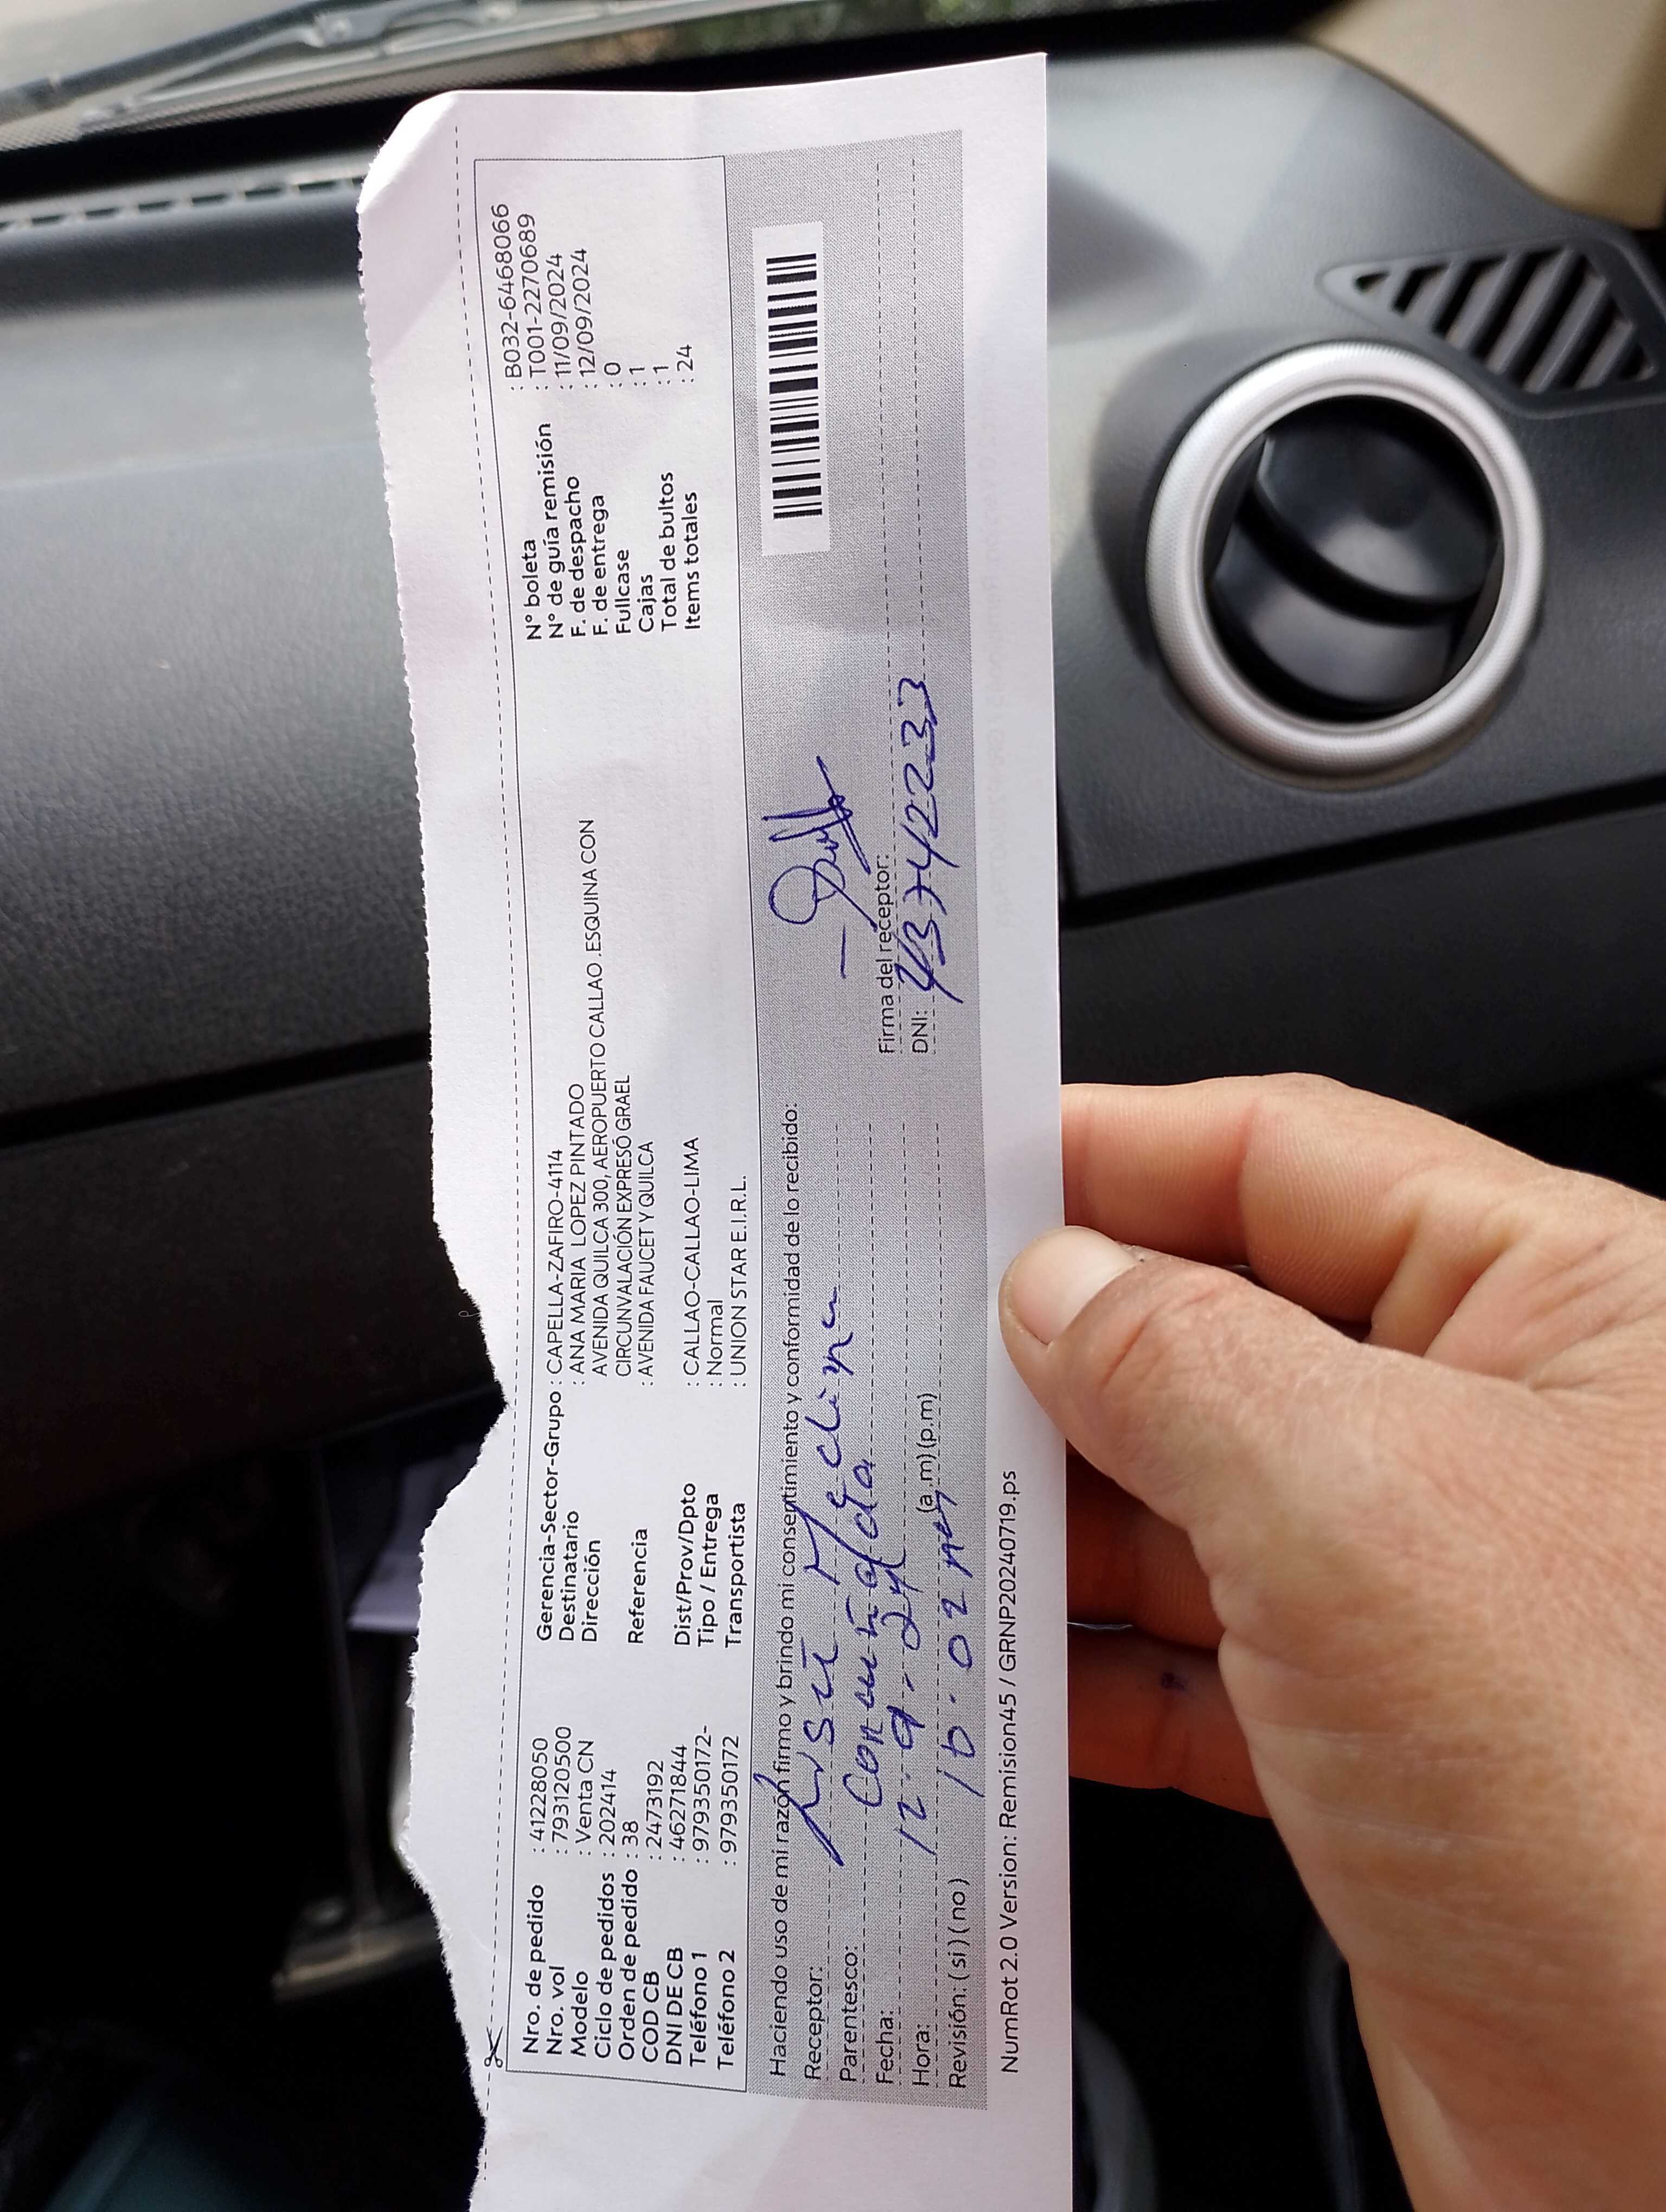 Nro. de pedido : 41228050
Nro. vol : 793120500
Modelo : Venta CN
Ciclo de pedidos : 202414
Orden de pedido : 38
COD CB : 2473192
DNI DE CB : 46271844
Teléfono 1 : 979350172-
Teléfono 2 : 979350172
Gerencia-Sector-Grupo : CAPELLA-ZAFIRO-4114
Destinatario : ANA MARIA LOPEZ PINTADO
Dirección AVENIDA QUILCA 300, AEROPUERTO CALLAO .ESQUINA CON
CIRCUNVALACIÓN EXPRESO GRAEL
Referencia : AVENIDA FAUCET Y QUILCA
Dist/Prov/Dpto : CALLAO-CALLAO-LIMA
Tipo / Entrega : Normal
Transportista : UNION STAR E.I.R.L.
N° boleta : B032-6468066
N° de guía remisión : T001-2270689
F. de despacho : 11/09/2024
F. de entrega : 12/09/2024
Fullcase : 0
Cajas : 1
Total de bultos : 1
Items totales : 24
Haciendo uso de mi razón firmo y brindo mi consentimiento y conformidad de lo recibido:
Receptor: Medina
Parentesco:
Fecha: 12-9-24
Hora: (a.m) (p.m)
Revisión: ( si ) ( no )
Firma del receptor:
DNI:
NumRot 2.0 Version: Remision45 / GRNP20240719.ps